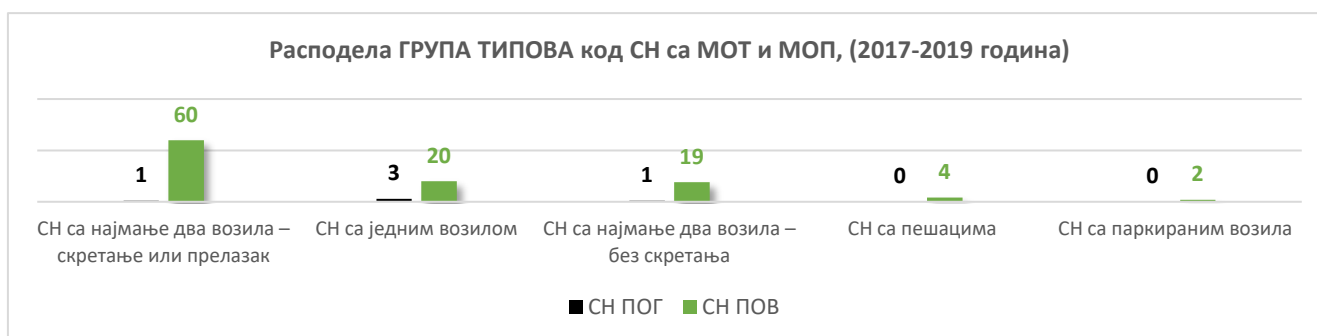 Расподела ГРУПА ТИПОВА код СН са МОТ и МОП, (2017-2019 година)
1
60
3
20
1
19
0
4
0
2
СН са најмање два возила –
скретање или прелазак
СН са једним возилом
СН са најмање два возила –
без скретања
СН са пешацима
СН са паркираним возила
СН ПОГ
СН ПОВ